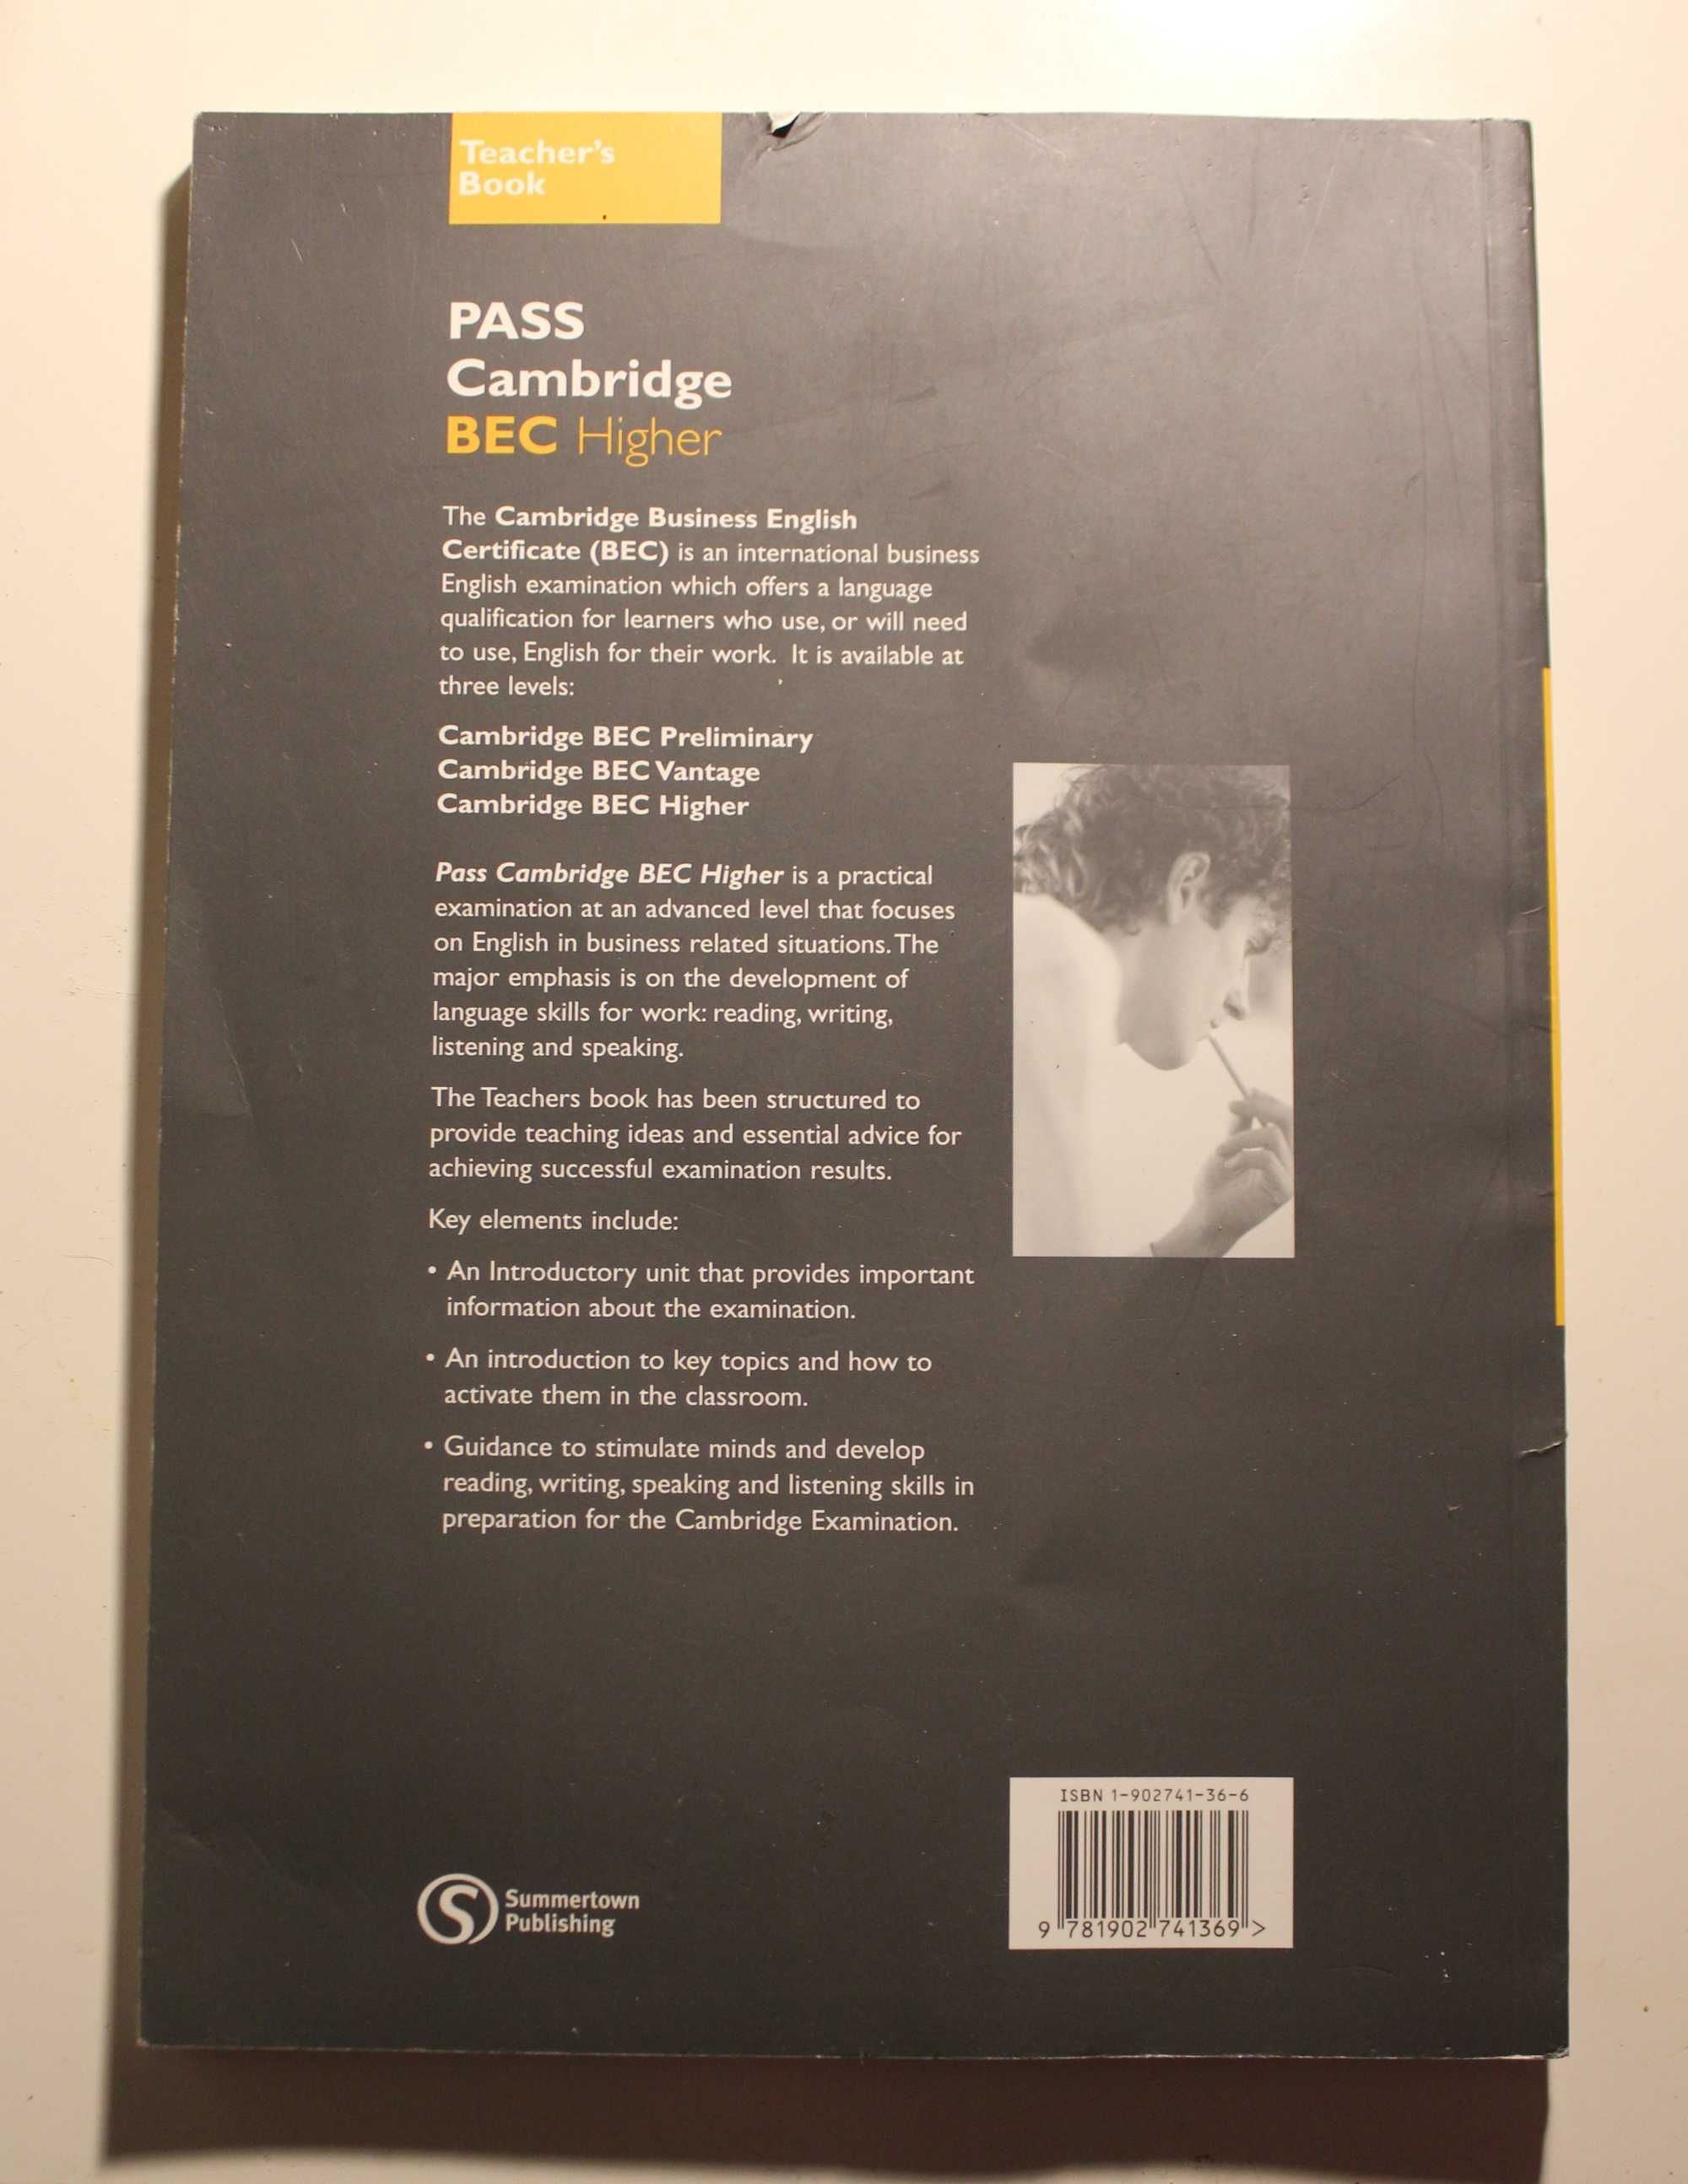 Teacher's
Book
PASS
Cambridge
BEC Higher
The Cambridge Business English
Certificate (BEC) is an international business
English examination which offers a language
qualification for learners who use, or will need
to use, English for their work. It is available at
three levels:
Cambridge BEC Preliminary
Cambridge BEC Vantage
Cambridge BEC Higher
Pass Cambridge BEC Higher is a practical
examination at an advanced level that focuses
on English in business related situations. The
major emphasis is on the development of
language skills for work: reading, writing,
listening and speaking.
The Teachers book has been structured to
provide teaching ideas and essential advice for
achieving successful examination results.
Key elements include:
• An Introductory unit that provides important
information about the examination.
• An introduction to key topics and how to
activate them in the classroom.
• Guidance to stimulate minds and develop
reading, writing, speaking and listening skills in
preparation for the Cambridge Examination.
S Summertown
Publishing
ISBN 1-902741-36-6
9 781902 741369 >